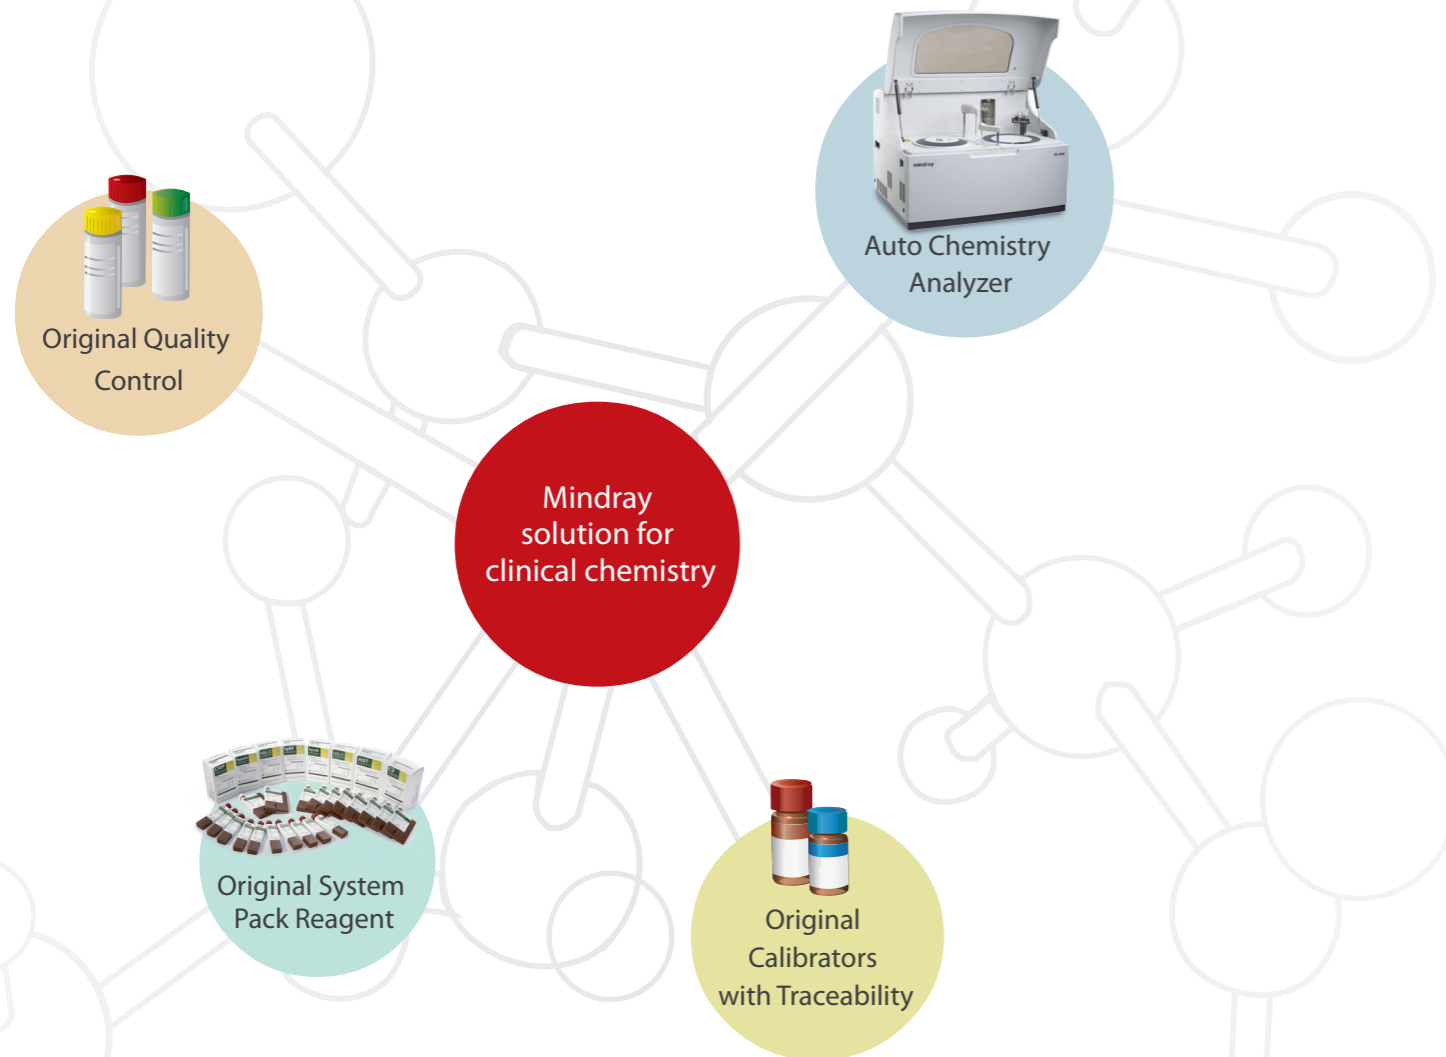 mindray
Auto Chemistry
Analyzer
Original Quality
Control
Mindray
solution for
clinical chemistry
Original System
Pack Reagent
Original
Calibrators
with Traceability